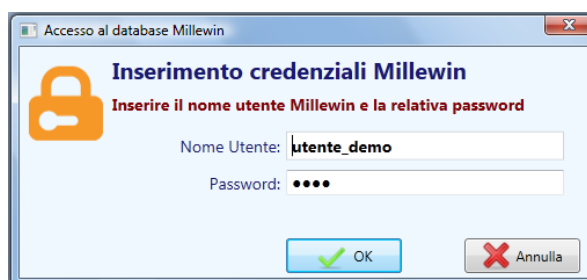 Accesso al database Millewin
Inserimento credenziali Millewin
Inserire il nome utente Millewin e la relativa password
Nome Utente: utente_demo
Password: ●●●●
OK Annulla